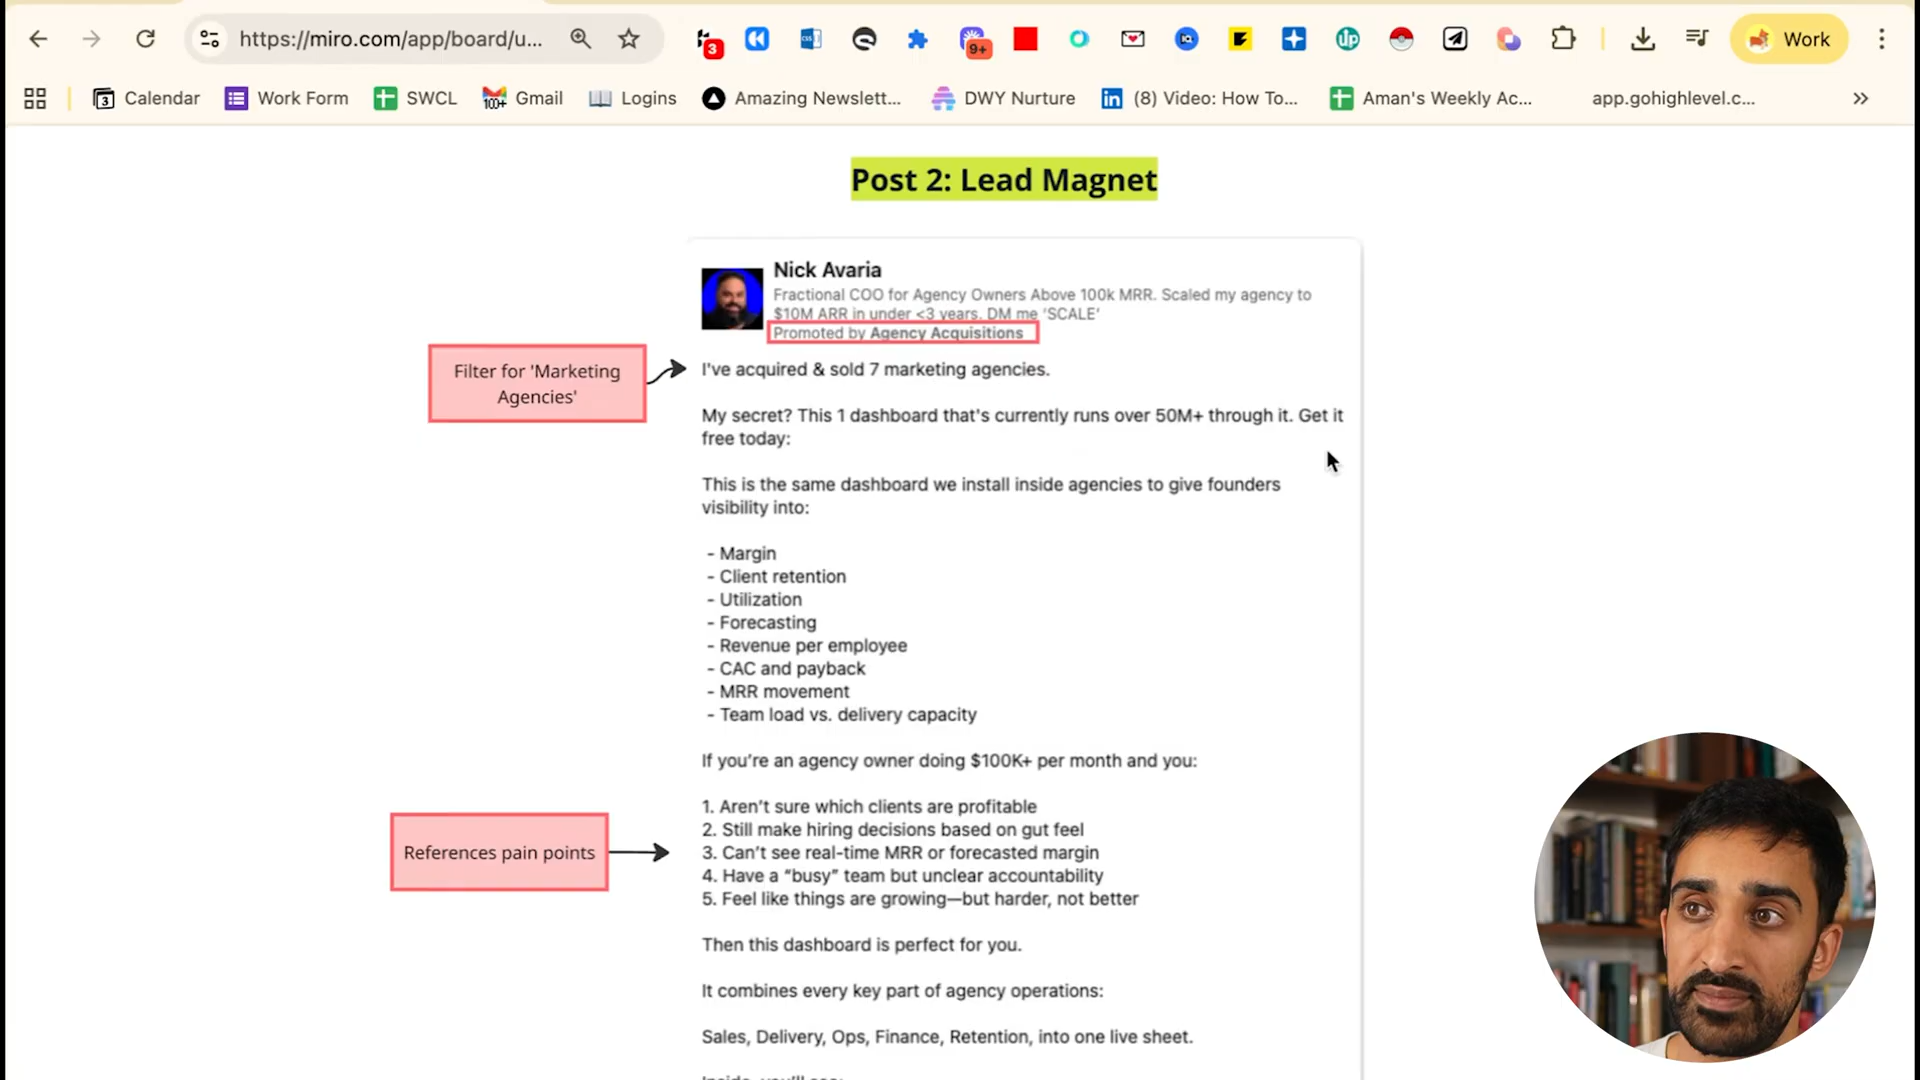 https://miro.com/app/board/u...
3
9+
Work
Calendar
Work Form
SWCL
Gmail
Logins
Amazing Newslett...
DWY Nurture
(8) Video: How To...
Aman's Weekly Ac...
app.gohighlevel.c...
Post 2: Lead Magnet
Nick Avaria
Fractional COO for Agency Owners Above 100k MRR. Scaled my agency to
$10M ARR in under <3 years. DM me 'SCALE'
Promoted by Agency Acquisitions
Filter for 'Marketing
Agencies'
I've acquired & sold 7 marketing agencies.
My secret? This 1 dashboard that's currently runs over 50M+ through it. Get it
free today:
This is the same dashboard we install inside agencies to give founders
visibility into:
- Margin
- Client retention
- Utilization
- Forecasting
- Revenue per employee
- CAC and payback
- MRR movement
- Team load vs. delivery capacity
If you're an agency owner doing $100K+ per month and you:
References pain points
1. Aren't sure which clients are profitable
2. Still make hiring decisions based on gut feel
3. Can't see real-time MRR or forecasted margin
4. Have a "busy" team but unclear accountability
5. Feel like things are growing—but harder, not better
Then this dashboard is perfect for you.
It combines every key part of agency operations:
Sales, Delivery, Ops, Finance, Retention, into one live sheet.